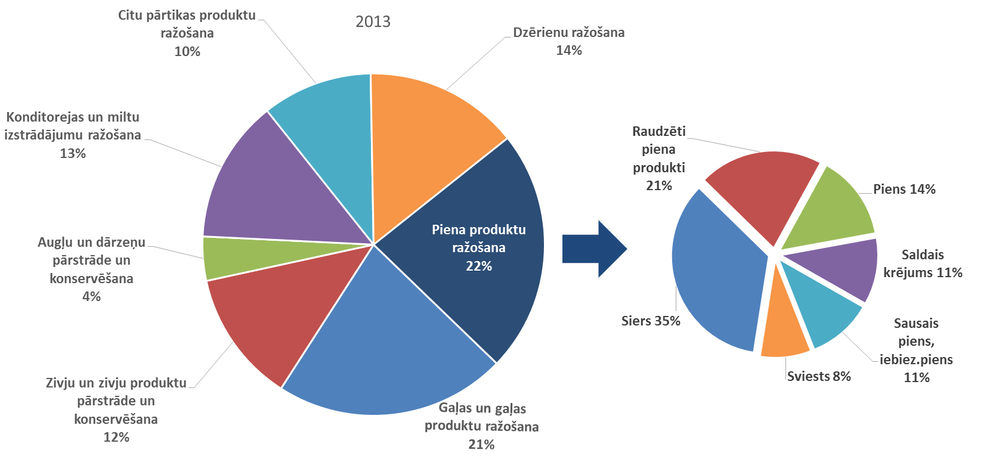 2013
Citu pārtikas produktu
ražošana
10%
Dzērienu ražošana
14%
Konditorejas un miltu
izstrādājumu ražošana
13%
Piena produktu
ražošana
22%
Augļu un dārzeņu
pārstrāde un
konservēšana
4%
Zivju un zivju produktu
pārstrāde un
konservēšana
12%
Gaļas un gaļas
produktu ražošana
21%
Raudzēti
piena
produkti
21%
Piens 14%
Saldais
krējums 11%
Siers 35%
Sausais
piens,
iebiez.piens
11%
Sviests 8%